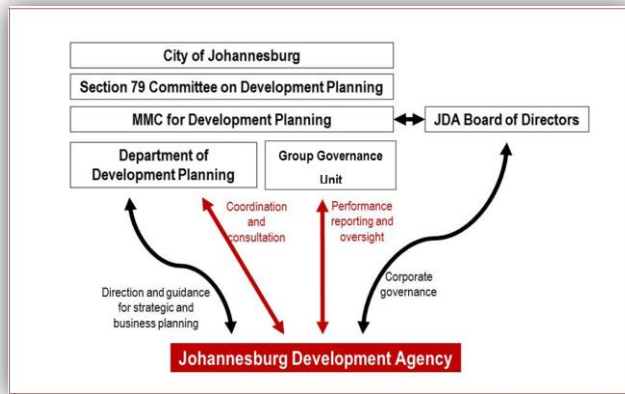 City of Johannesburg
Section 79 Committee on Development Planning
MMC for Development Planning
JDA Board of Directors
Department of
Development Planning
Group Governance
Unit
Coordination
and
consultation
Performance
reporting and
oversight
Direction and guidance
for strategic and
business planning
Corporate
governance
Johannesburg Development Agency